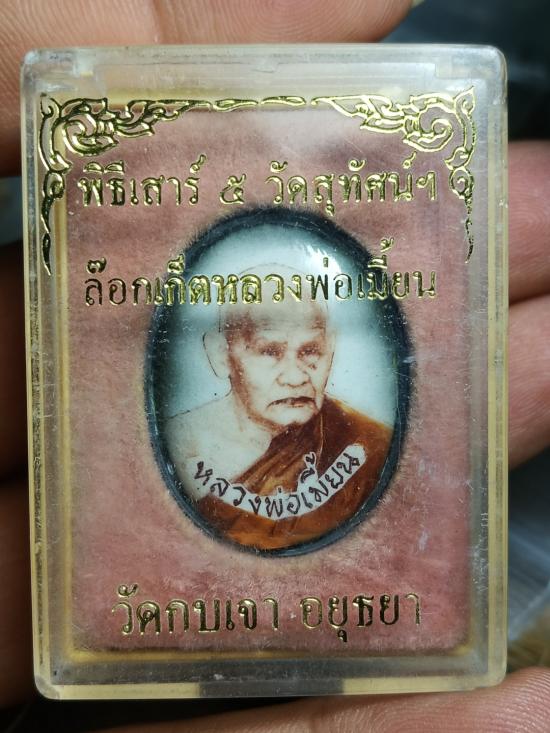 พิธีเสาร์ ๕ วัดสุทัศน์ฯ
ล๊อกเก็ตหลวงพ่อเมี้ยน
หลวงพ่อเมี้ยน
วัดกบเจา อยุธยา